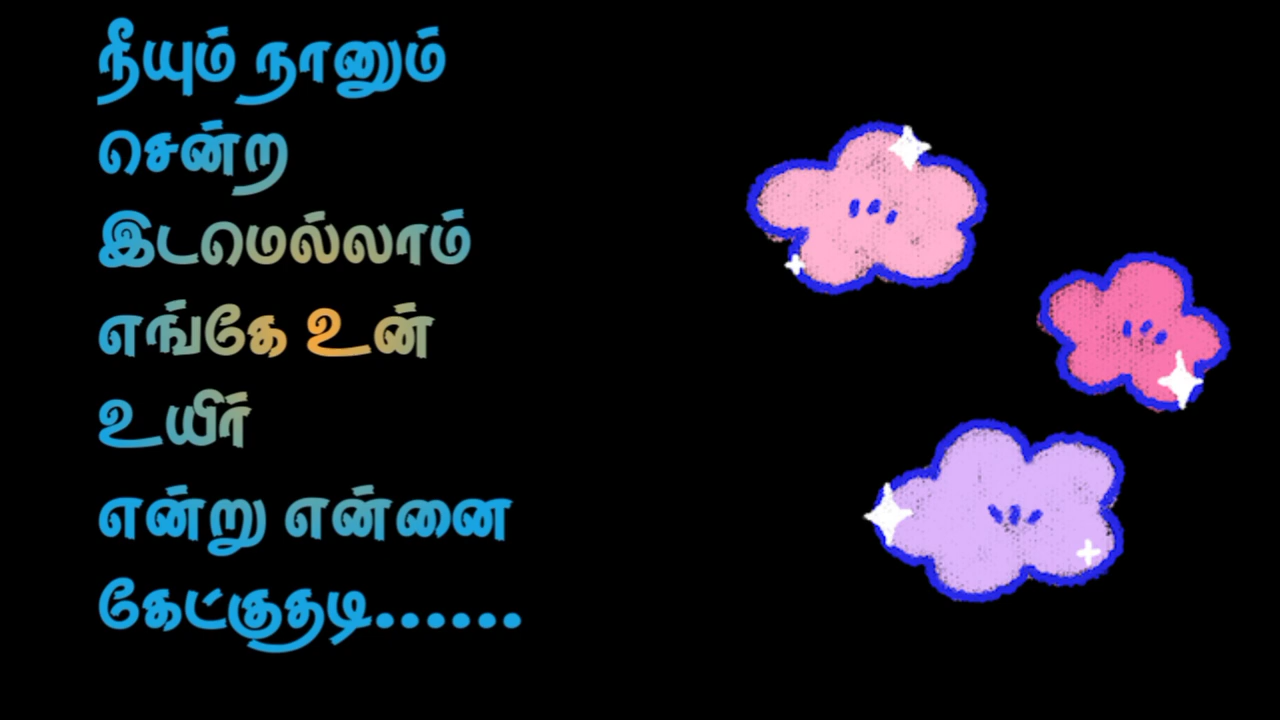 நீயும் நானும்
சென்ற
இடமெல்லாம்
எங்கே உன்
உயிர்
என்று என்னை
கேட்குதடி......